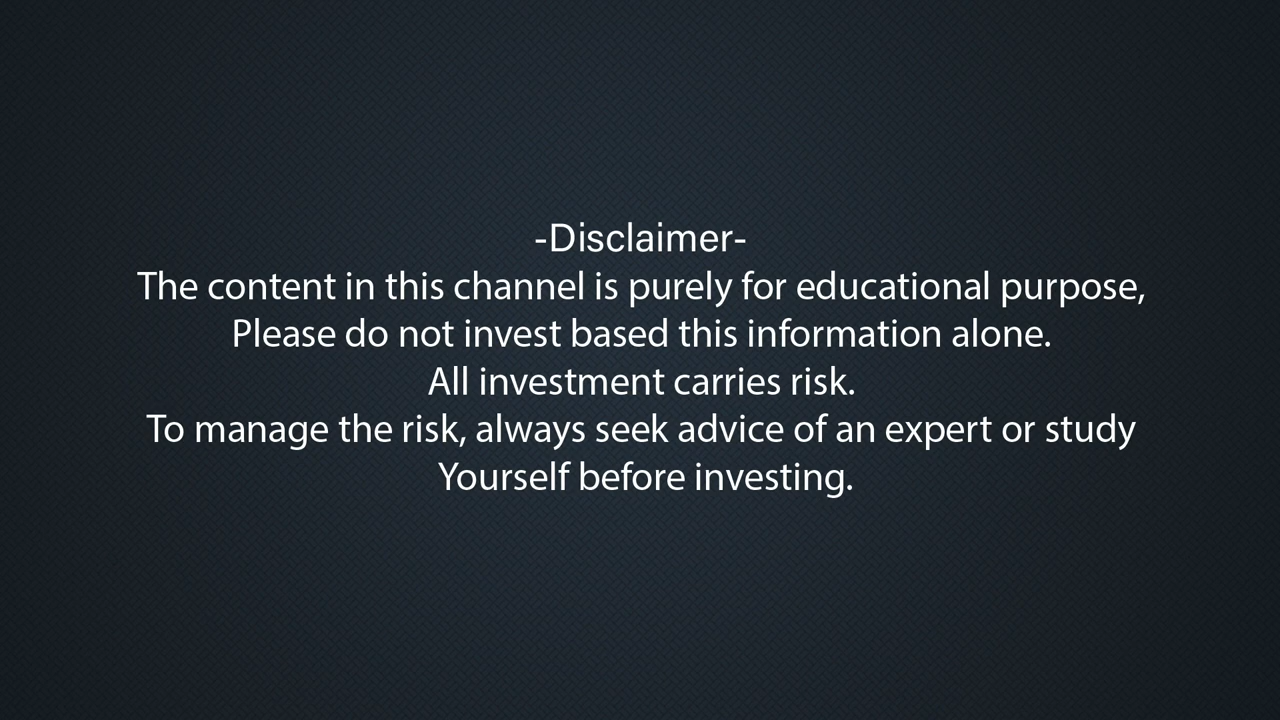 -Disclaimer-
The content in this channel is purely for educational purpose,
Please do not invest based this information alone.
All investment carries risk.
To manage the risk, always seek advice of an expert or study
Yourself before investing.